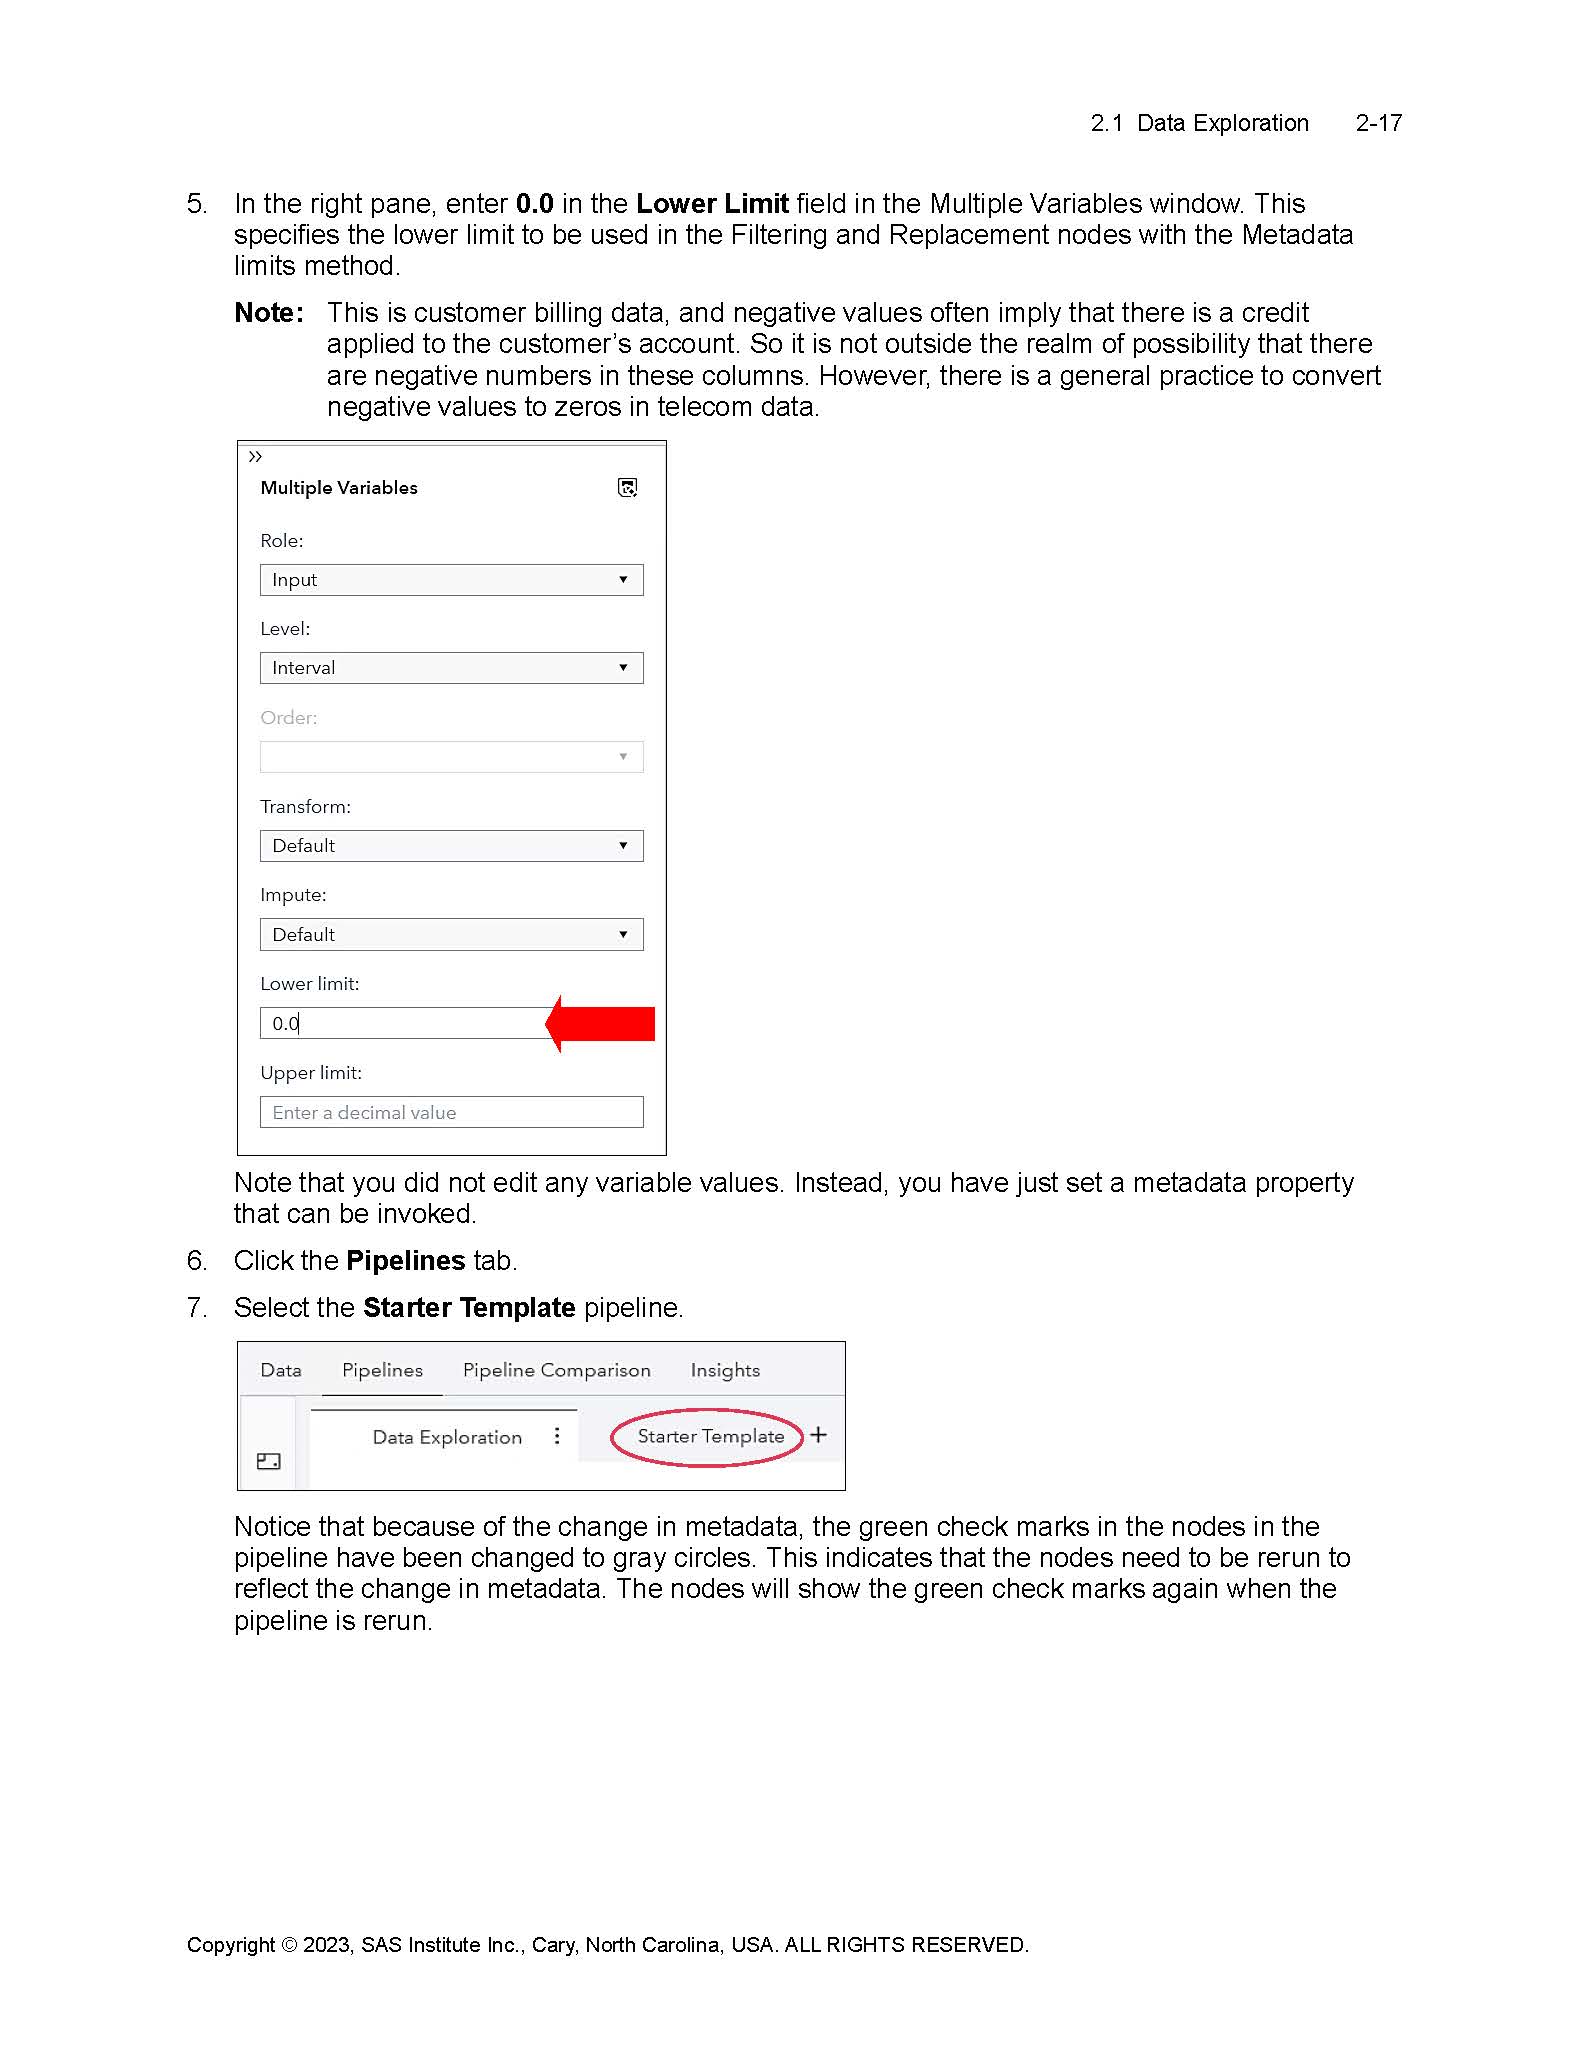 2.1 Data Exploration 2-17
5. In the right pane, enter 0.0 in the Lower Limit field in the Multiple Variables window. This
specifies the lower limit to be used in the Filtering and Replacement nodes with the Metadata
limits method.
Note: This is customer billing data, and negative values often imply that there is a credit
applied to the customer’s account. So it is not outside the realm of possibility that there
are negative numbers in these columns. However, there is a general practice to convert
negative values to zeros in telecom data.
Multiple Variables
Role:
Input
Level:
Interval
Order:
Transform:
Default
Impute:
Default
Lower limit:
0.0
Upper limit:
Enter a decimal value
Note that you did not edit any variable values. Instead, you have just set a metadata property
that can be invoked.
6. Click the Pipelines tab.
7. Select the Starter Template pipeline.
Data Pipelines Pipeline Comparison Insights
Data Exploration Starter Template +
Notice that because of the change in metadata, the green check marks in the nodes in the
pipeline have been changed to gray circles. This indicates that the nodes need to be rerun to
reflect the change in metadata. The nodes will show the green check marks again when the
pipeline is rerun.
Copyright © 2023, SAS Institute Inc., Cary, North Carolina, USA. ALL RIGHTS RESERVED.